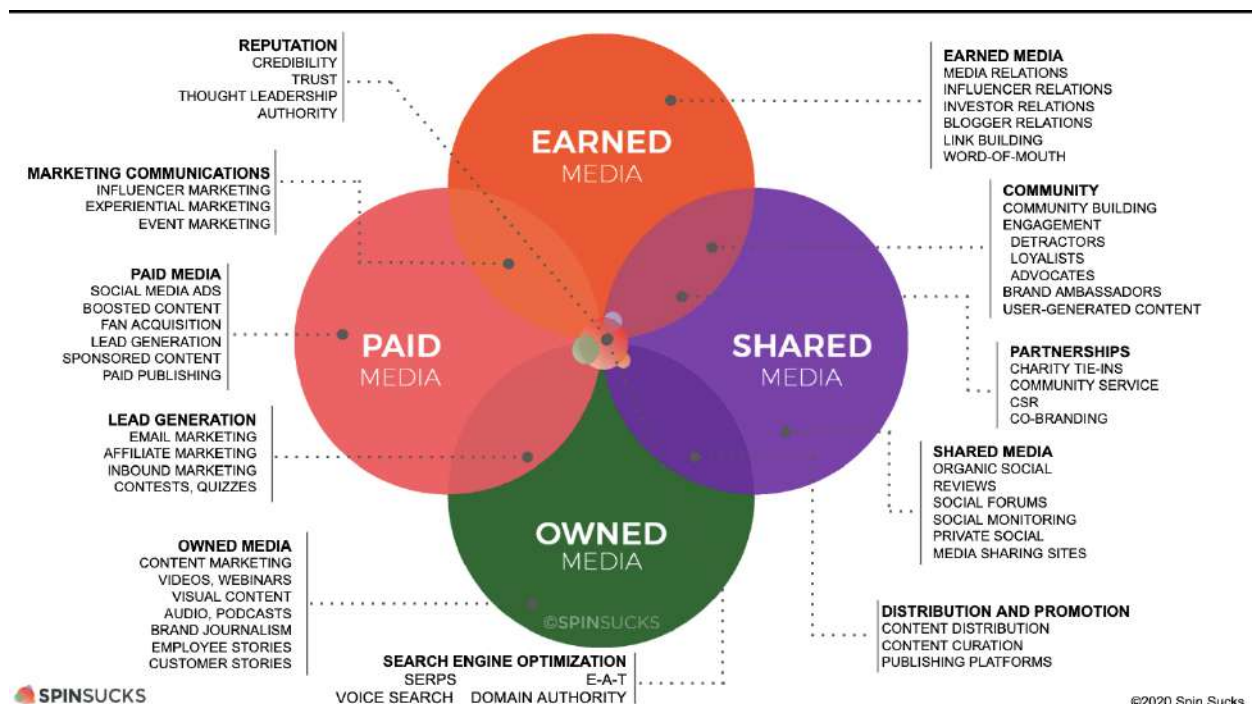 REPUTATION
CREDIBILITY
TRUST
THOUGHT LEADERSHIP
AUTHORITY
MARKETING COMMUNICATIONS
INFLUENCER MARKETING
EXPERIENTIAL MARKETING
EVENT MARKETING
PAID MEDIA
SOCIAL MEDIA ADS
BOOSTED CONTENT
FAN ACQUISITION
LEAD GENERATION
SPONSORED CONTENT
PAID PUBLISHING
LEAD GENERATION
EMAIL MARKETING
AFFILIATE MARKETING
INBOUND MARKETING
CONTESTS, QUIZZES
OWNED MEDIA
CONTENT MARKETING
VIDEOS, WEBINARS
VISUAL CONTENT
AUDIO, PODCASTS
BRAND JOURNALISM
EMPLOYEE STORIES
CUSTOMER STORIES
EARNED
MEDIA
PAID
MEDIA
SHARED
MEDIA
OWNED
MEDIA
©SPINSUCKS
SEARCH ENGINE OPTIMIZATION
SERPS E-A-T
VOICE SEARCH DOMAIN AUTHORITY
EARNED MEDIA
MEDIA RELATIONS
INFLUENCER RELATIONS
INVESTOR RELATIONS
BLOGGER RELATIONS
LINK BUILDING
WORD-OF-MOUTH
COMMUNITY
COMMUNITY BUILDING
ENGAGEMENT
DETRACTORS
LOYALISTS
ADVOCATES
BRAND AMBASSADORS
USER-GENERATED CONTENT
PARTNERSHIPS
CHARITY TIE-INS
COMMUNITY SERVICE
CSR
CO-BRANDING
SHARED MEDIA
ORGANIC SOCIAL
REVIEWS
SOCIAL FORUMS
SOCIAL MONITORING
PRIVATE SOCIAL
MEDIA SHARING SITES
DISTRIBUTION AND PROMOTION
CONTENT DISTRIBUTION
CONTENT CURATION
PUBLISHING PLATFORMS
SPINSUCKS
©2020 Spin Sucks